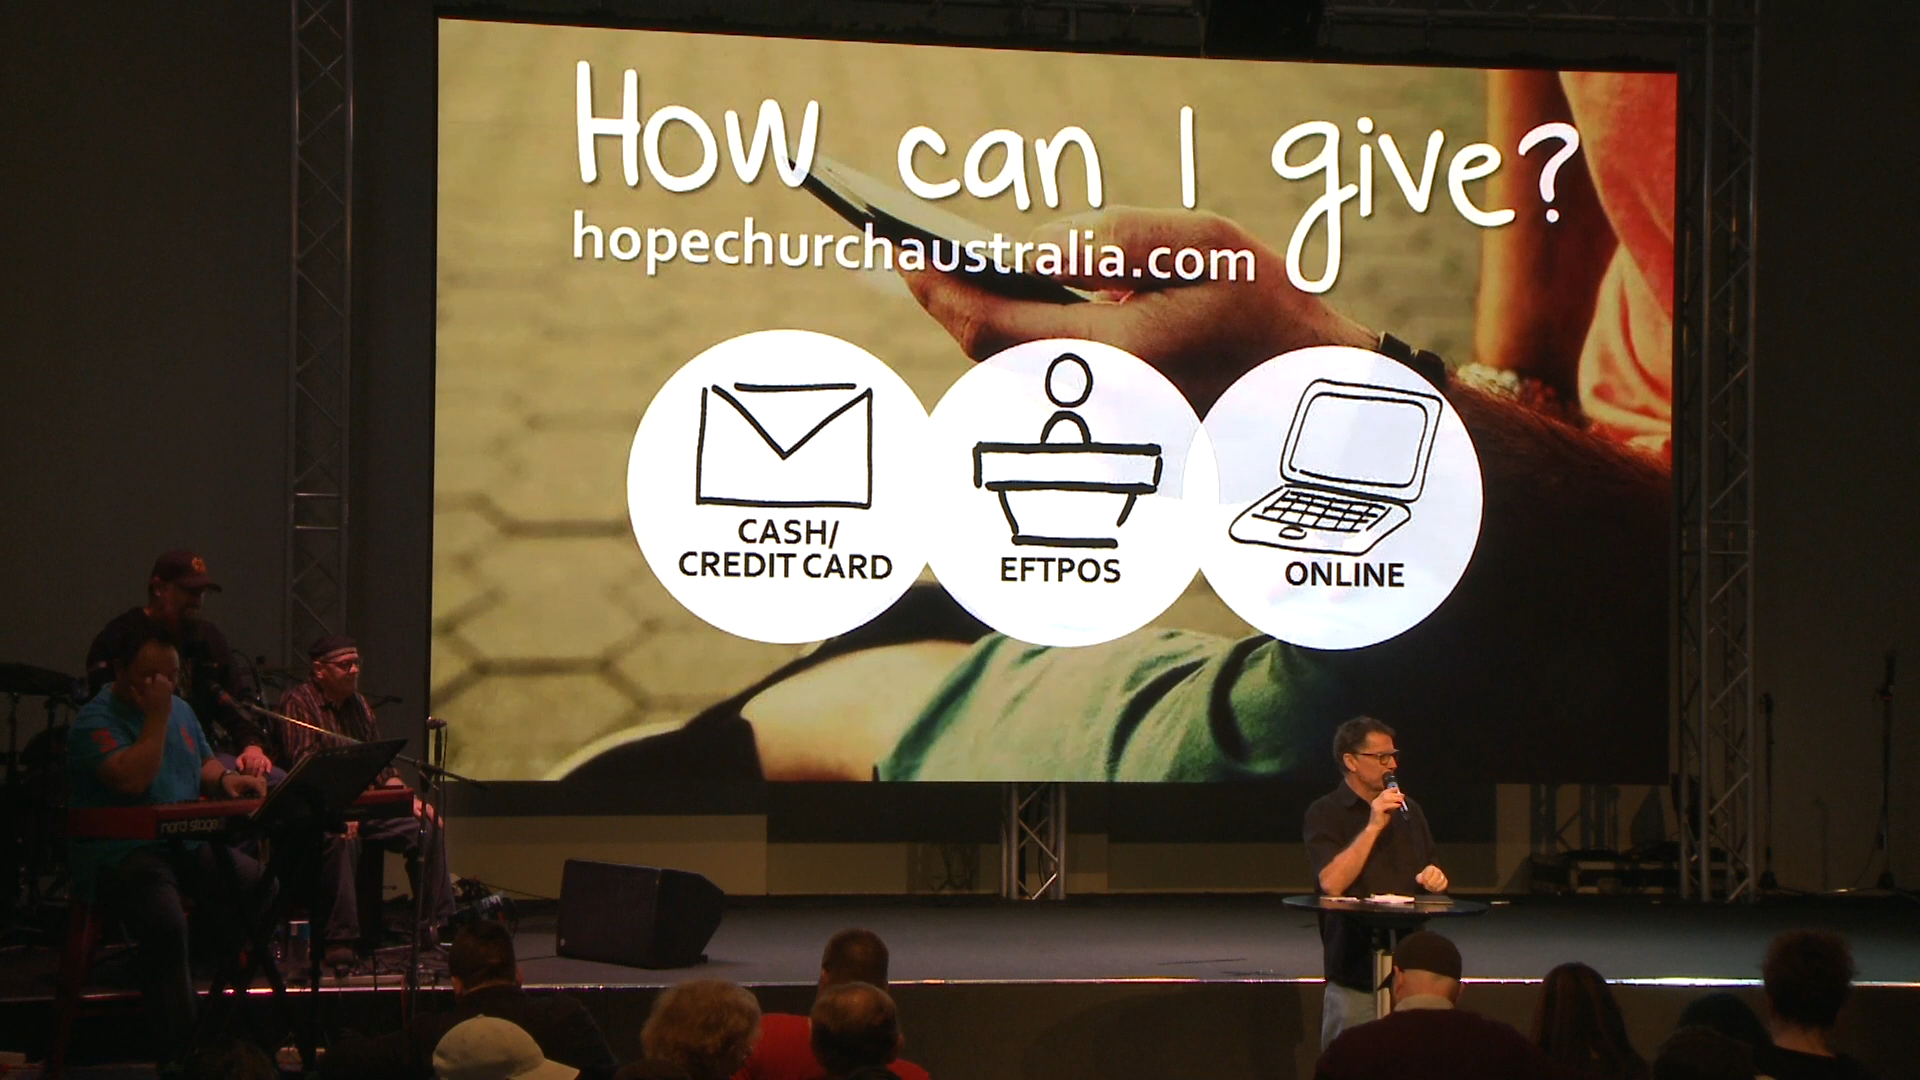 How can I give?
hopechurchaustralia.com
CASH/
CREDIT CARD
EFTPOS
ONLINE
nord stage